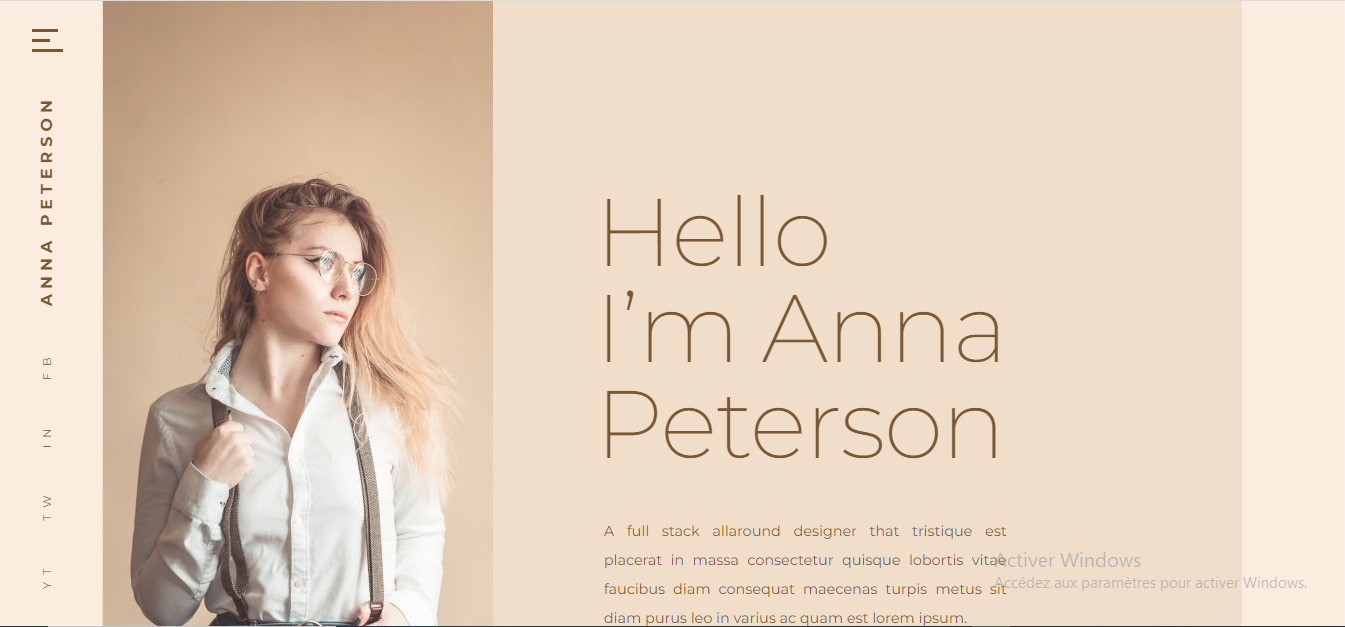 ANNA PETERSON
FB
IN
TW
YT
Hello
I’m Anna
Peterson
A full stack allaround designer that tristique est
placerat in massa consectetur quisque lobortis vitae
faucibus diam consequat maecenas turpis metus sit
diam purus leo in varius ac quam est lorem ipsum.
Activer Windows
Accédez aux paramètres pour activer Windows.